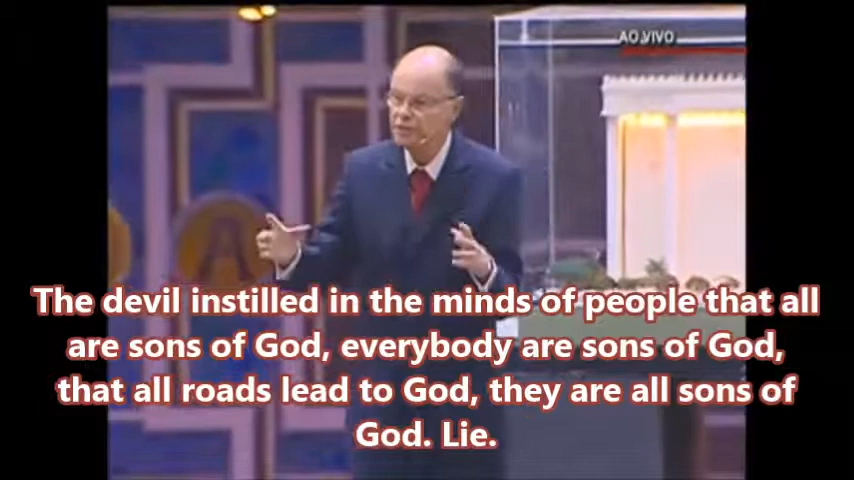 AO VIVO
The devil instilled in the minds of people that all
are sons of God, everybody are sons of God,
that all roads lead to God, they are all sons of
God. Lie.